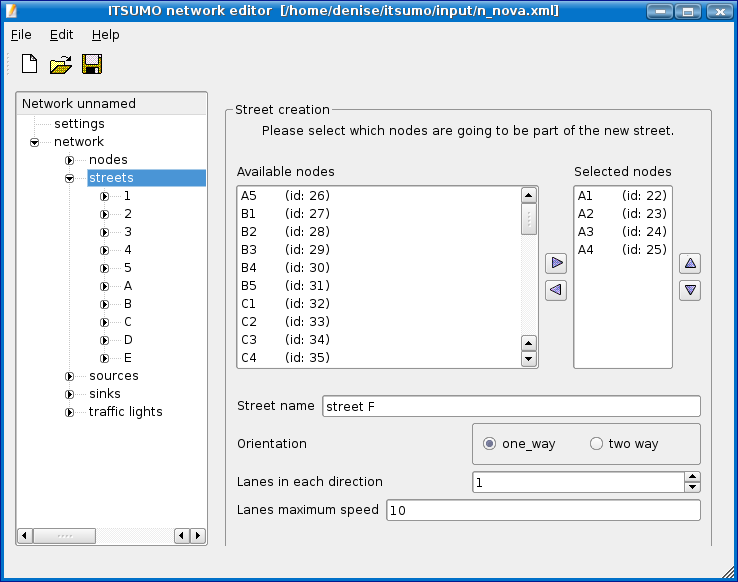 ITSUMO network editor [/home/denise/itsumo/input/n_nova.xml]
File Edit Help
Network unnamed
settings
network
nodes
streets
1
2
3
4
5
A
B
C
D
E
sources
sinks
traffic lights
Street creation
Please select which nodes are going to be part of the new street.
Available nodes
A5 (id: 26)
B1 (id: 27)
B2 (id: 28)
B3 (id: 29)
B4 (id: 30)
B5 (id: 31)
C1 (id: 32)
C2 (id: 33)
C3 (id: 34)
C4 (id: 35)
Selected nodes
A1 (id: 22)
A2 (id: 23)
A3 (id: 24)
A4 (id: 25)
Street name street F
Orientation one_way two way
Lanes in each direction 1
Lanes maximum speed 10